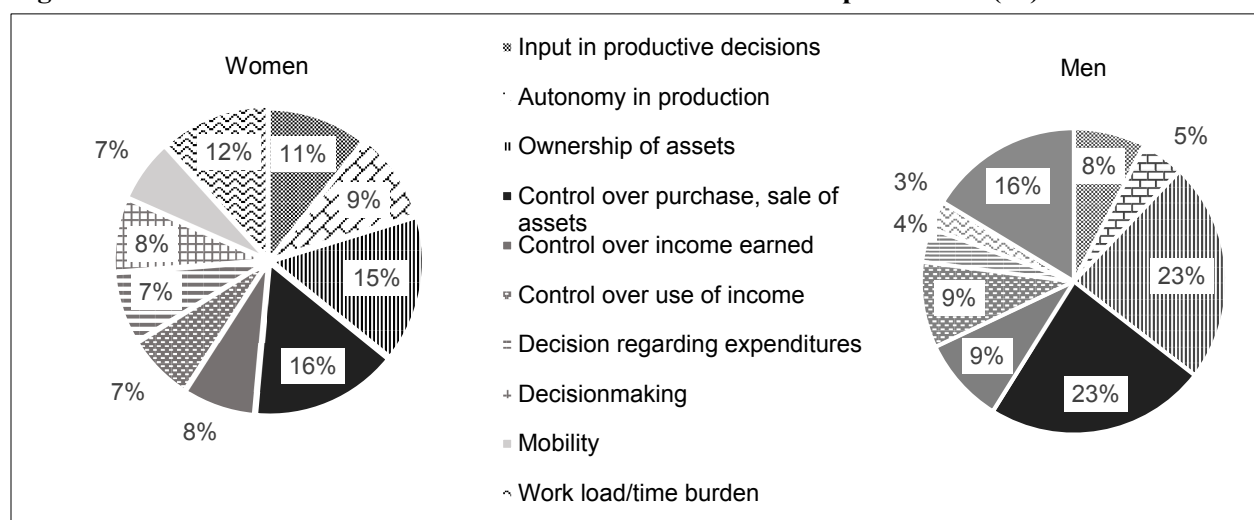 Women
7%
12%
11%
9%
8%
15%
7%
16%
7%
8%
Input in productive decisions
Autonomy in production
Ownership of assets
Control over purchase, sale of
assets
Control over income earned
Control over use of income
Decision regarding expenditures
Decisionmaking
Mobility
Work load/time burden
Men
5%
3%
16%
8%
4%
23%
9%
9%
23%